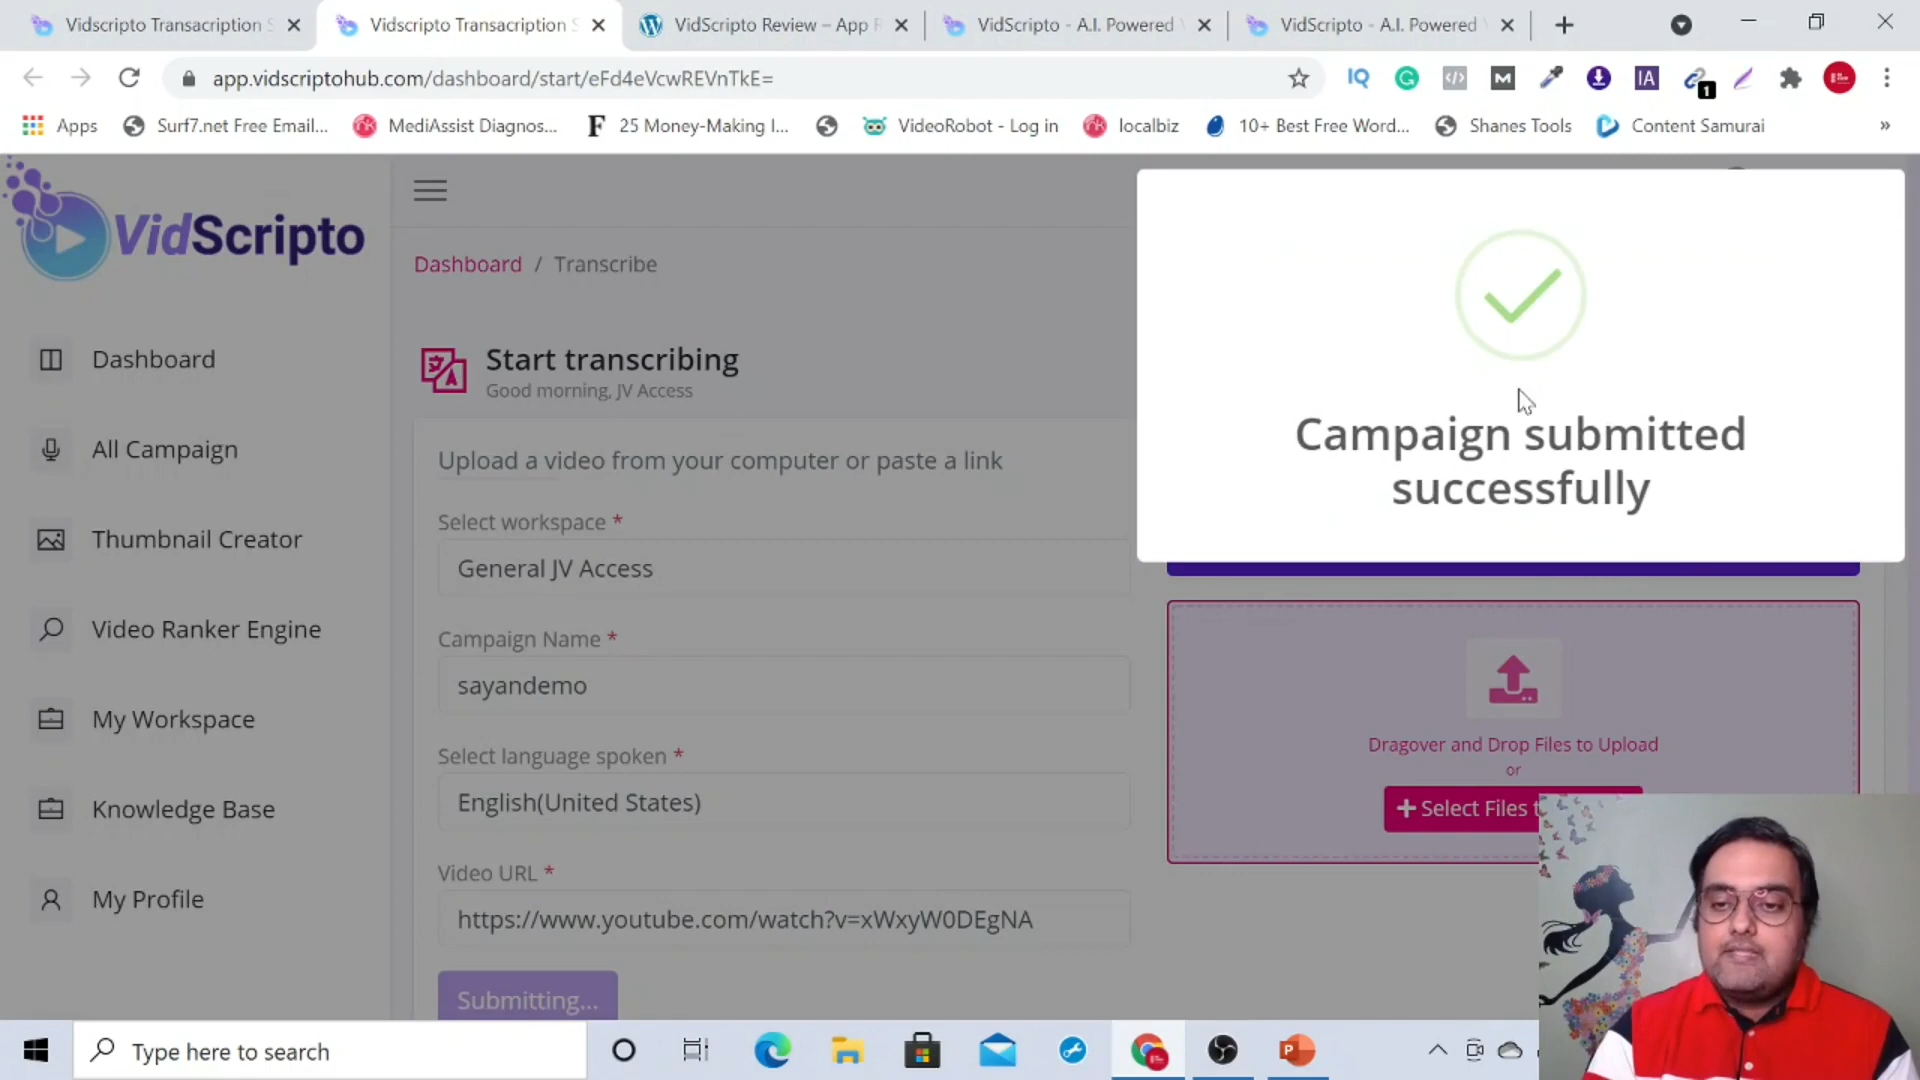 Vidscripto Transacription S
Vidscripto Transacription S
VidScripto Review – App R
VidScripto - A.I. Powered V
VidScripto - A.I. Powered V
app.vidscriptohub.com/dashboard/start/eFd4eVcwREVnTkE=
IQ
M
IA
1
Apps
Surf7.net Free Email...
MediAssist Diagnos...
F 25 Money-Making I...
VideoRobot - Log in
localbiz
10+ Best Free Word...
Shanes Tools
Content Samurai
»
VidScripto
Dashboard
All Campaign
Thumbnail Creator
Video Ranker Engine
My Workspace
Knowledge Base
My Profile
Dashboard / Transcribe
Start transcribing
Good morning, JV Access
Upload a video from your computer or paste a link
Select workspace *
General JV Access
Campaign Name *
sayandemo
Select language spoken *
English(United States)
Video URL *
https://www.youtube.com/watch?v=xWxyW0DEgNA
Submitting...
Campaign submitted
successfully
Dragover and Drop Files to Upload
or
+ Select Files t
Type here to search